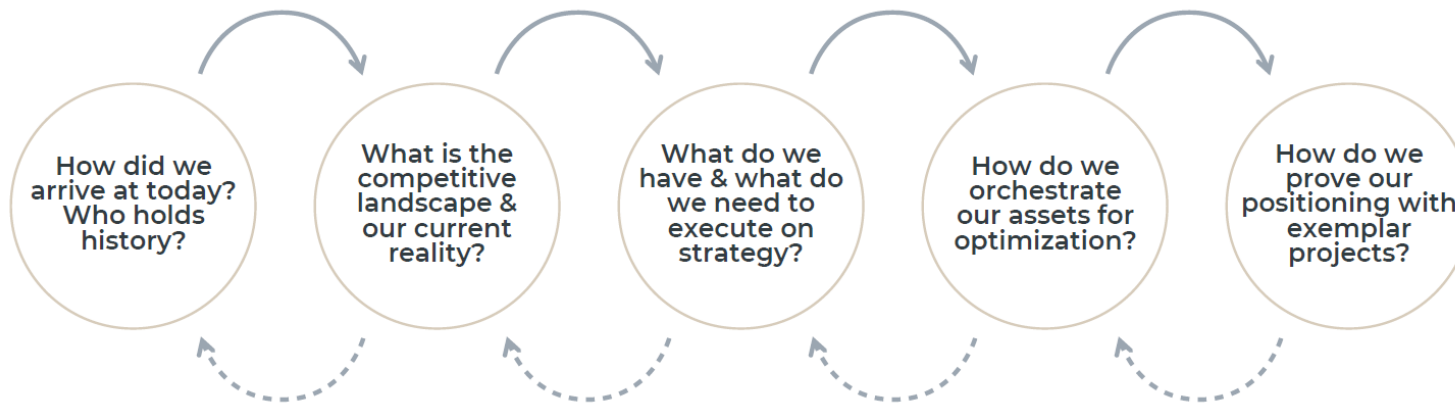 How did we
arrive at today?
Who holds
history?
What is the
competitive
landscape &
our current
reality?
What do we
have & what do
we need to
execute on
strategy?
How do we
orchestrate
our assets for
optimization?
How do we
prove our
positioning with
exemplar
projects?